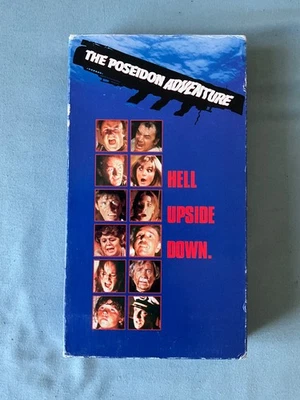 THE POSEIDON ADVENTURE
HELL
UPSIDE
DOWN.